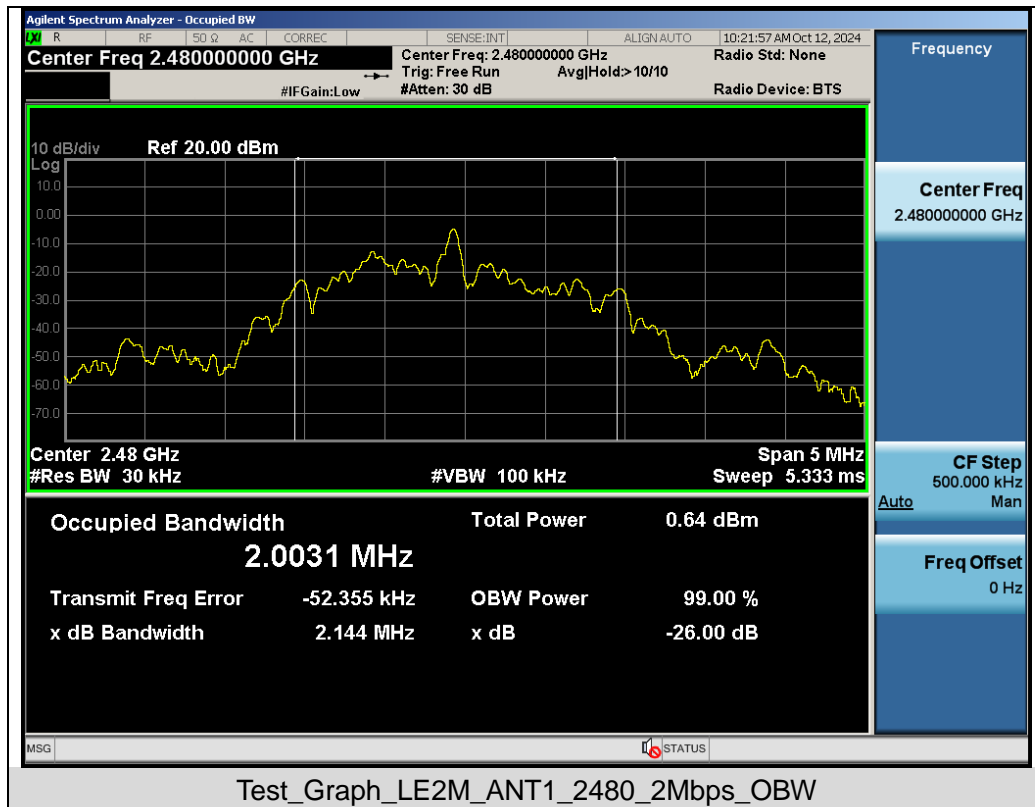 Agilent Spectrum Analyzer - Occupied BW
LXI R RF 50 Ω AC CORREC SENSE:INT ALIGN AUTO 10:21:57 AM Oct 12, 2024
Center Freq 2.480000000 GHz
Center Freq: 2.480000000 GHz
Radio Std: None
Trig: Free Run Avg|Hold:> 10/10
#IFGain:Low
#Atten: 30 dB
Radio Device: BTS
Frequency
10 dB/div Ref 20.00 dBm
Log
10.0
0.00
-10.0
-20.0
-30.0
-40.0
-50.0
-60.0
-70.0
Center 2.48 GHz Span 5 MHz
#Res BW 30 kHz #VBW 100 kHz Sweep 5.333 ms
Center Freq
2.480000000 GHz
CF Step
500.000 kHz
Auto Man
Freq Offset
0 Hz
Occupied Bandwidth Total Power 0.64 dBm
2.0031 MHz
Transmit Freq Error -52.355 kHz OBW Power 99.00 %
x dB Bandwidth 2.144 MHz x dB -26.00 dB
MSG STATUS
Test_Graph_LE2M_ANT1_2480_2Mbps_OBW